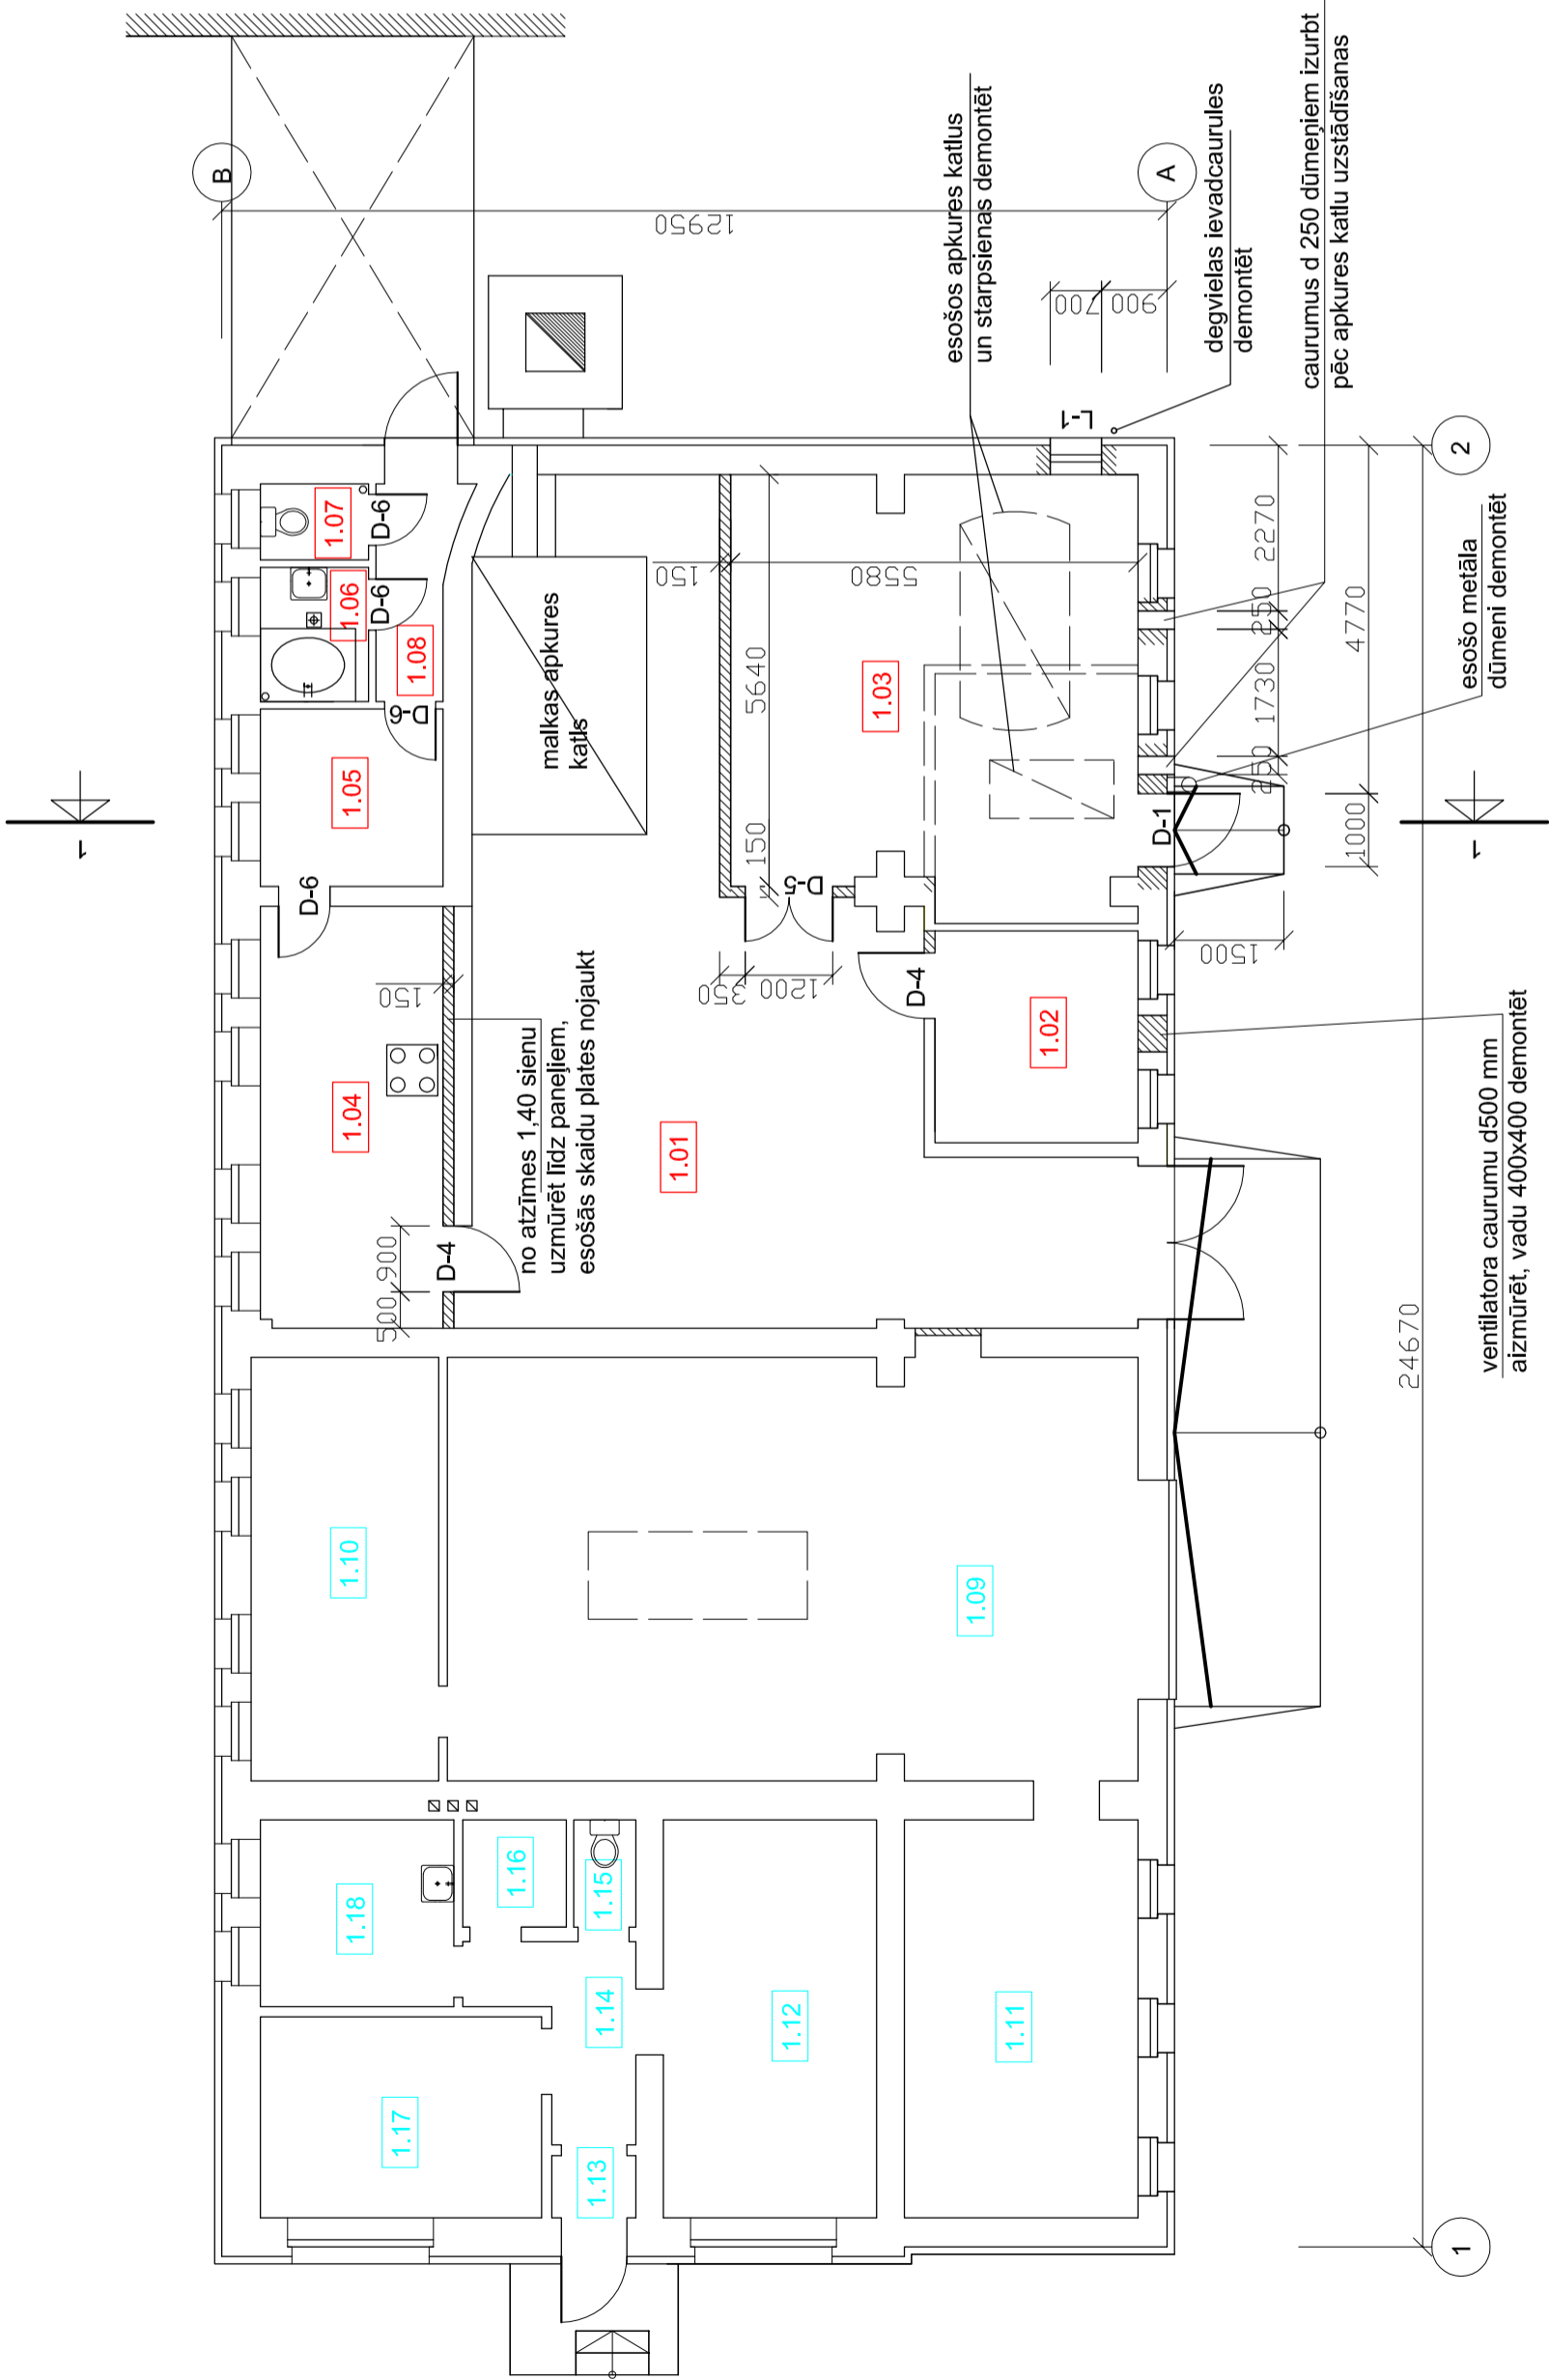 B
12950
A
esošos apkures katlus
un starpsienas demontēt
degvielas ievadcaurules
demontēt
caurumus d 250 dūmeņiem izurbt
pēc apkures katlu uzstādīšanas
700
900
L-1
2
1.07
D-6
1.06
D-6
1.08
D-6
1.05
D-6
malkas apkures
katls
150
5580
5640
150
1.03
D-5
D-1
2270
250
1730
250
4770
1000
1500
esošo metāla
dūmeni demontēt
1
1
350
1200
D-4
1.02
150
1.04
no atzīmes 1,40 sienu
uzmūrēt līdz paneļiem,
esošās skaidu plates nojaukt
1.01
D-4
900
500
ventilatora caurumu d500 mm
aizmūrēt, vadu 400x400 demontēt
24670
1.10
1.09
1.18
1.16
1.15
1.14
1.12
1.11
1.17
1.13
1